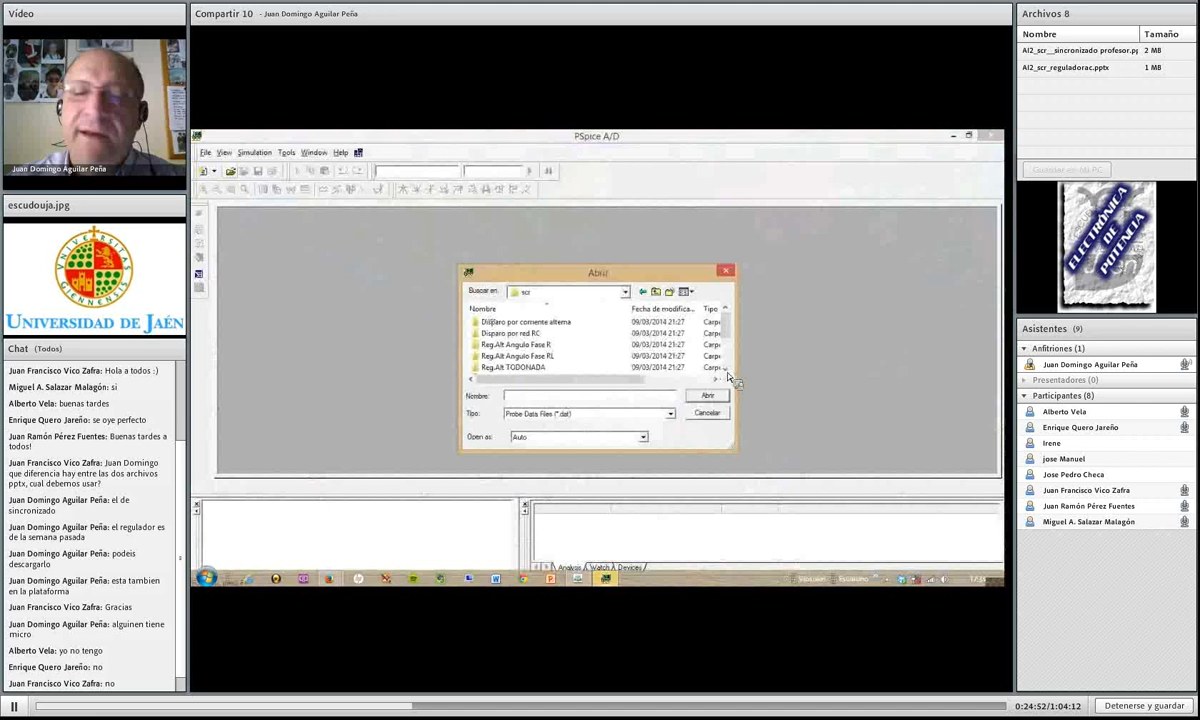 Vídeo
Juan Domingo Aguilar Peña
escudouja.jpg
UNIVERSITAS
GIENNENSIS
UNIVERSIDAD DE JAÉN
Chat (Todos)
Juan Francisco Vico Zafra: Hola a todos :)
Miguel A. Salazar Malagón: si
Alberto Vela: buenas tardes
Enrique Quero Jareño: se oye perfecto
Juan Ramón Pérez Fuentes: Buenas tardes a
todos!
Juan Francisco Vico Zafra: Juan Domingo
que diferencia hay entre las dos archivos
pptx, cual debemos usar?
Juan Domingo Aguilar Peña: el de
sincronizado
Juan Domingo Aguilar Peña: el regulador es
de la semana pasada
Juan Domingo Aguilar Peña: podeis
descargarlo
Juan Domingo Aguilar Peña: esta tambien
en la plataforma
Juan Francisco Vico Zafra: Gracias
Juan Domingo Aguilar Peña: alguinen tiene
micro
Alberto Vela: yo no tengo
Enrique Quero Jareño: no
Juan Francisco Vico Zafra: no
Compartir 10 - Juan Domingo Aguilar Peña
PSpice A/D
File View Simulation Tools Window Help
Abrir
Buscar en: scr
Nombre Fecha de modifica... Tipo
Disparo por corriente alterna 09/03/2014 21:27 Carpe
Disparo por red RC 09/03/2014 21:27 Carpe
Reg.Alt Angulo Fase R 09/03/2014 21:27 Carpe
Reg.Alt Angulo Fase RL 09/03/2014 21:27 Carpe
Reg.Alt TODONADA 09/03/2014 21:27 Carpe
Nombre: Abrir
Tipo: Probe Data Files (*.dat) Cancelar
Open as: Auto
Analysis Watch Devices
Archivos 8
Nombre Tamaño
AI2_scr__sincronizado profesor.pp 2 MB
AI2_scr_reguladorac.pptx 1 MB
Guardar en Mi PC
ELECTRÓNICA
DE
POTENCIA
Asistentes (9)
Anfitriones (1)
Juan Domingo Aguilar Peña
Presentadores (0)
Participantes (8)
Alberto Vela
Enrique Quero Jareño
Irene
jose Manuel
Jose Pedro Checa
Juan Francisco Vico Zafra
Juan Ramón Pérez Fuentes
Miguel A. Salazar Malagón
0:24:52/1:04:12
Detenerse y guardar